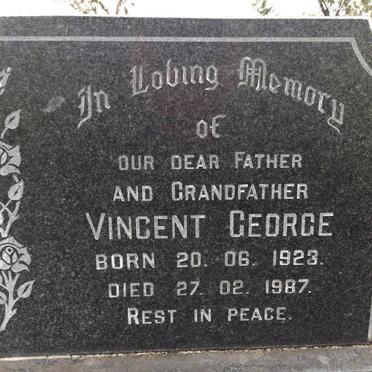 In Loving Memory
of
OUR DEAR FATHER
AND GRANDFATHER
VINCENT GEORGE
BORN 20. 06. 1923.
DIED 27. 02. 1987.
REST IN PEACE.